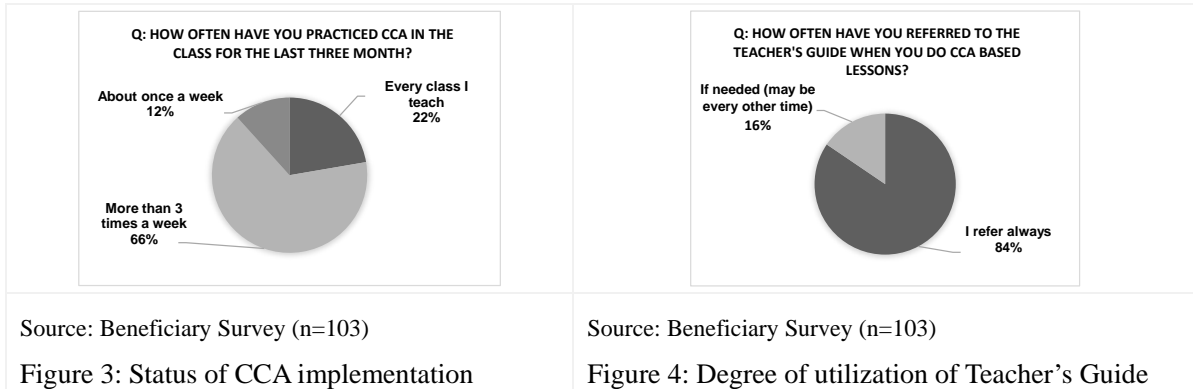 Q: HOW OFTEN HAVE YOU PRACTICED CCA IN THE
CLASS FOR THE LAST THREE MONTH?
About once a week
12%
Every class I
teach
22%
More than 3
times a week
66%
Source: Beneficiary Survey (n=103)
Figure 3: Status of CCA implementation
Q: HOW OFTEN HAVE YOU REFERRED TO THE
TEACHER'S GUIDE WHEN YOU DO CCA BASED
LESSONS?
If needed (may be
every other time)
16%
I refer always
84%
Source: Beneficiary Survey (n=103)
Figure 4: Degree of utilization of Teacher’s Guide